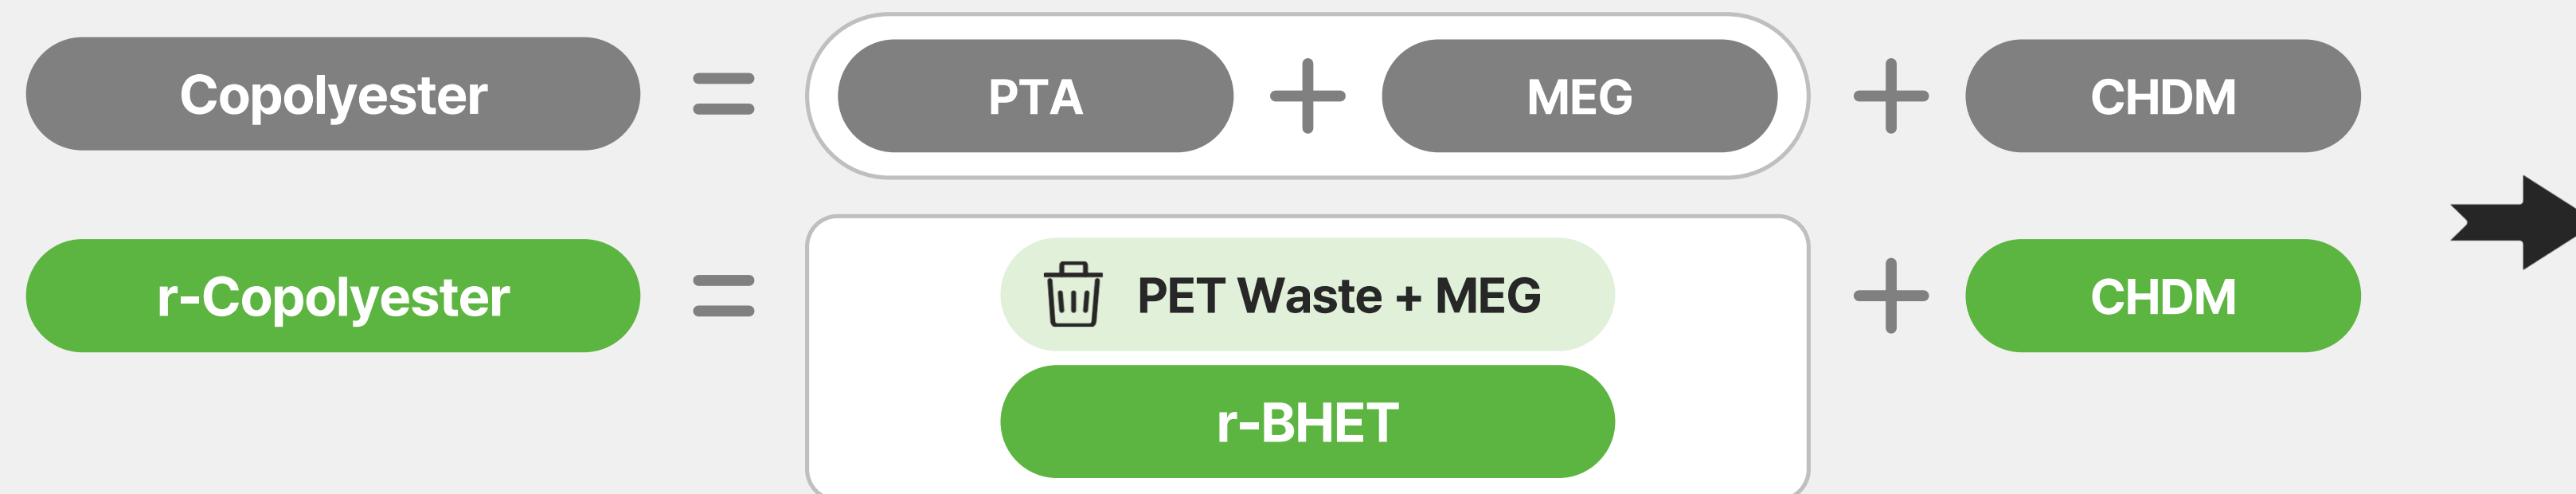 Copolyester = PTA + MEG + CHDM
r-Copolyester = PET Waste + MEG + CHDM
r-BHET